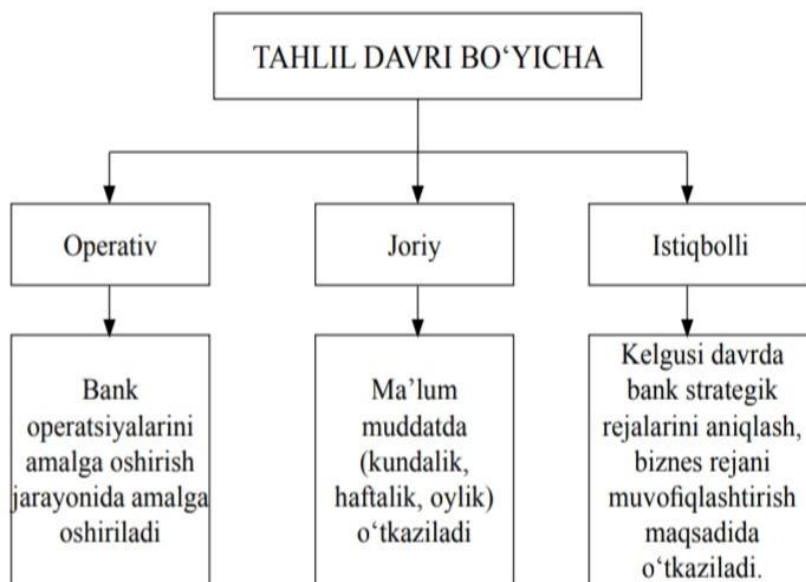 TAHLIL DAVRI BO‘YICHA
Operativ
Joriy
Istiqbolli
Bank
operatsiyalarini
amalga oshirish
jarayonida amalga
oshiriladi
Ma’lum
muddatda
(kundalik,
haftalik, oylik)
o‘tkaziladi
Kelgusi davrda
bank strategik
rejalarini aniqlash,
biznes rejani
muvofiqlashtirish
maqsadida
o‘tkaziladi.